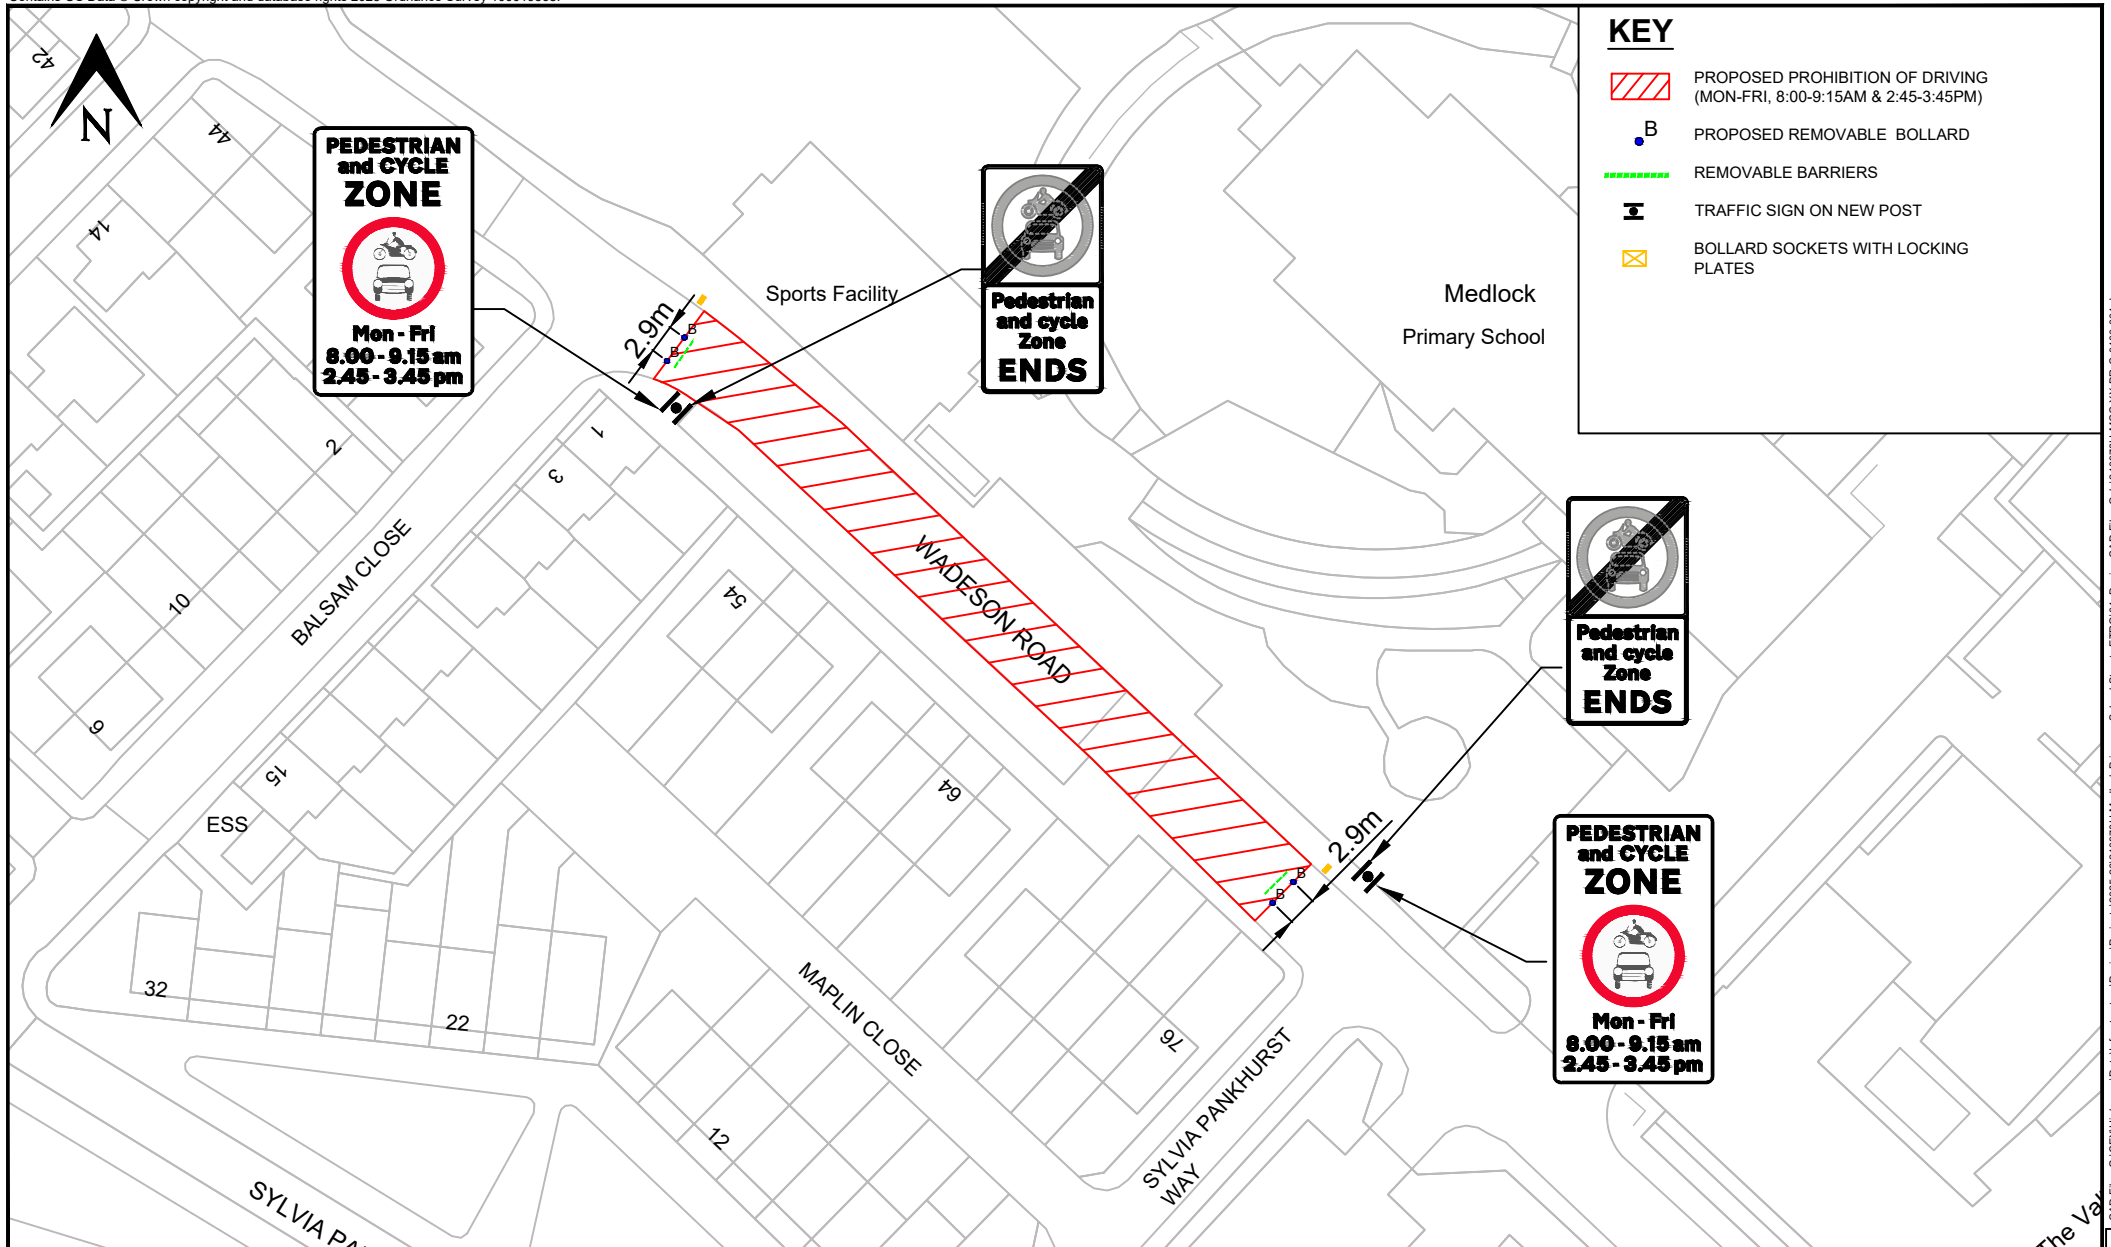 KEY
PROPOSED PROHIBITION OF DRIVING
(MON-FRI, 8:00-9:15AM & 2:45-3:45PM)
B
PROPOSED REMOVABLE BOLLARD
REMOVABLE BARRIERS
TRAFFIC SIGN ON NEW POST
BOLLARD SOCKETS WITH LOCKING
PLATES
N
42
44
14
PEDESTRIAN
and CYCLE
ZONE
Mon - Fri
8.00 - 9.15 am
2.45 - 3.45 pm
Pedestrian
and cycle
Zone
ENDS
Sports Facility
Medlock
Primary School
2.9m
B
B
2
1
3
10
6
15
ESS
BALSAM CLOSE
54
WADESON ROAD
64
Pedestrian
and cycle
Zone
ENDS
2.9m
B
B
PEDESTRIAN
and CYCLE
ZONE
Mon - Fri
8.00 - 9.15 am
2.45 - 3.45 pm
32
22
MAPLIN CLOSE
76
12
SYLVIA PANKHURST
WAY
SYLVIA
The